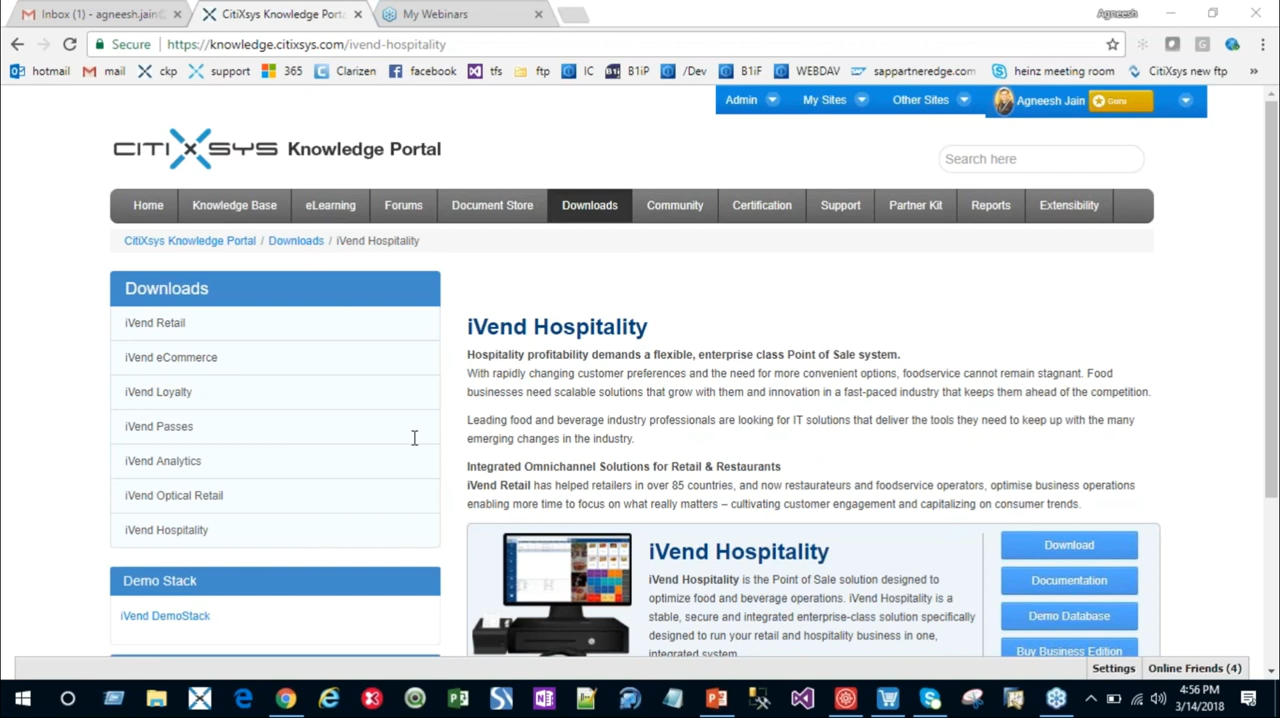 Inbox (1) - agneesh.jain
CitiXsys Knowledge Porta
My Webinars
Agneesh
Secure
https://knowledge.citixsys.com/ivend-hospitality
hotmail
mail
ckp
support
365
Clarizen
facebook
tfs
ftp
IC
B1iP
/Dev
B1iF
WEBDAV
sappartneredge.com
heinz meeting room
CitiXsys new ftp
»
Admin
My Sites
Other Sites
Agneesh Jain
Guru
CITIXSYS Knowledge Portal
Search here
Home
Knowledge Base
eLearning
Forums
Document Store
Downloads
Community
Certification
Support
Partner Kit
Reports
Extensibility
CitiXsys Knowledge Portal / Downloads / iVend Hospitality
Downloads
iVend Retail
iVend eCommerce
iVend Loyalty
iVend Passes
iVend Analytics
iVend Optical Retail
iVend Hospitality
Demo Stack
iVend DemoStack
iVend Hospitality
Hospitality profitability demands a flexible, enterprise class Point of Sale system.
With rapidly changing customer preferences and the need for more convenient options, foodservice cannot remain stagnant. Food
businesses need scalable solutions that grow with them and innovation in a fast-paced industry that keeps them ahead of the competition.
Leading food and beverage industry professionals are looking for IT solutions that deliver the tools they need to keep up with the many
emerging changes in the industry.
Integrated Omnichannel Solutions for Retail & Restaurants
iVend Retail has helped retailers in over 85 countries, and now restaurateurs and foodservice operators, optimise business operations
enabling more time to focus on what really matters – cultivating customer engagement and capitalizing on consumer trends.
iVend Hospitality
iVend Hospitality is the Point of Sale solution designed to
optimize food and beverage operations. iVend Hospitality is a
stable, secure and integrated enterprise-class solution specifically
designed to run your retail and hospitality business in one,
integrated system.
Download
Documentation
Demo Database
Buy Business Edition
Settings
Online Friends (4)
4:56 PM
3/14/2018